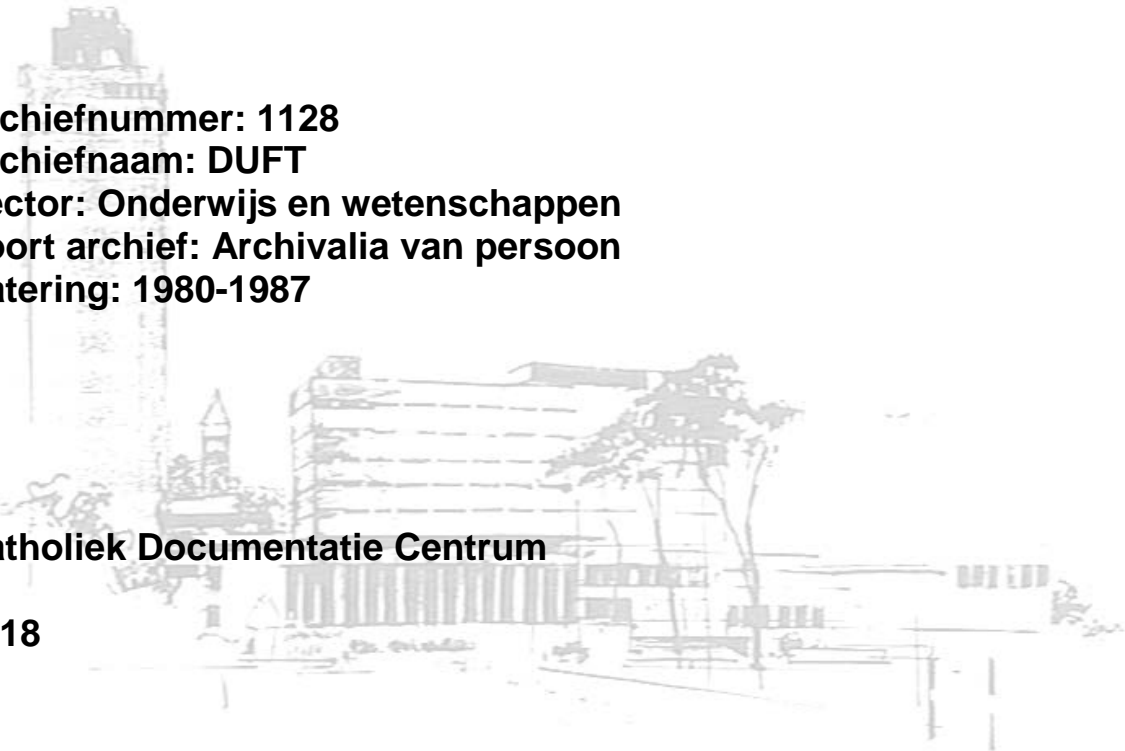 chiefnummer: 1128
chiefnaam: DUFT
ector: Onderwijs en wetenschappen
oort archief: Archivalia van persoon
atering: 1980-1987
atholiek Documentatie Centrum
18